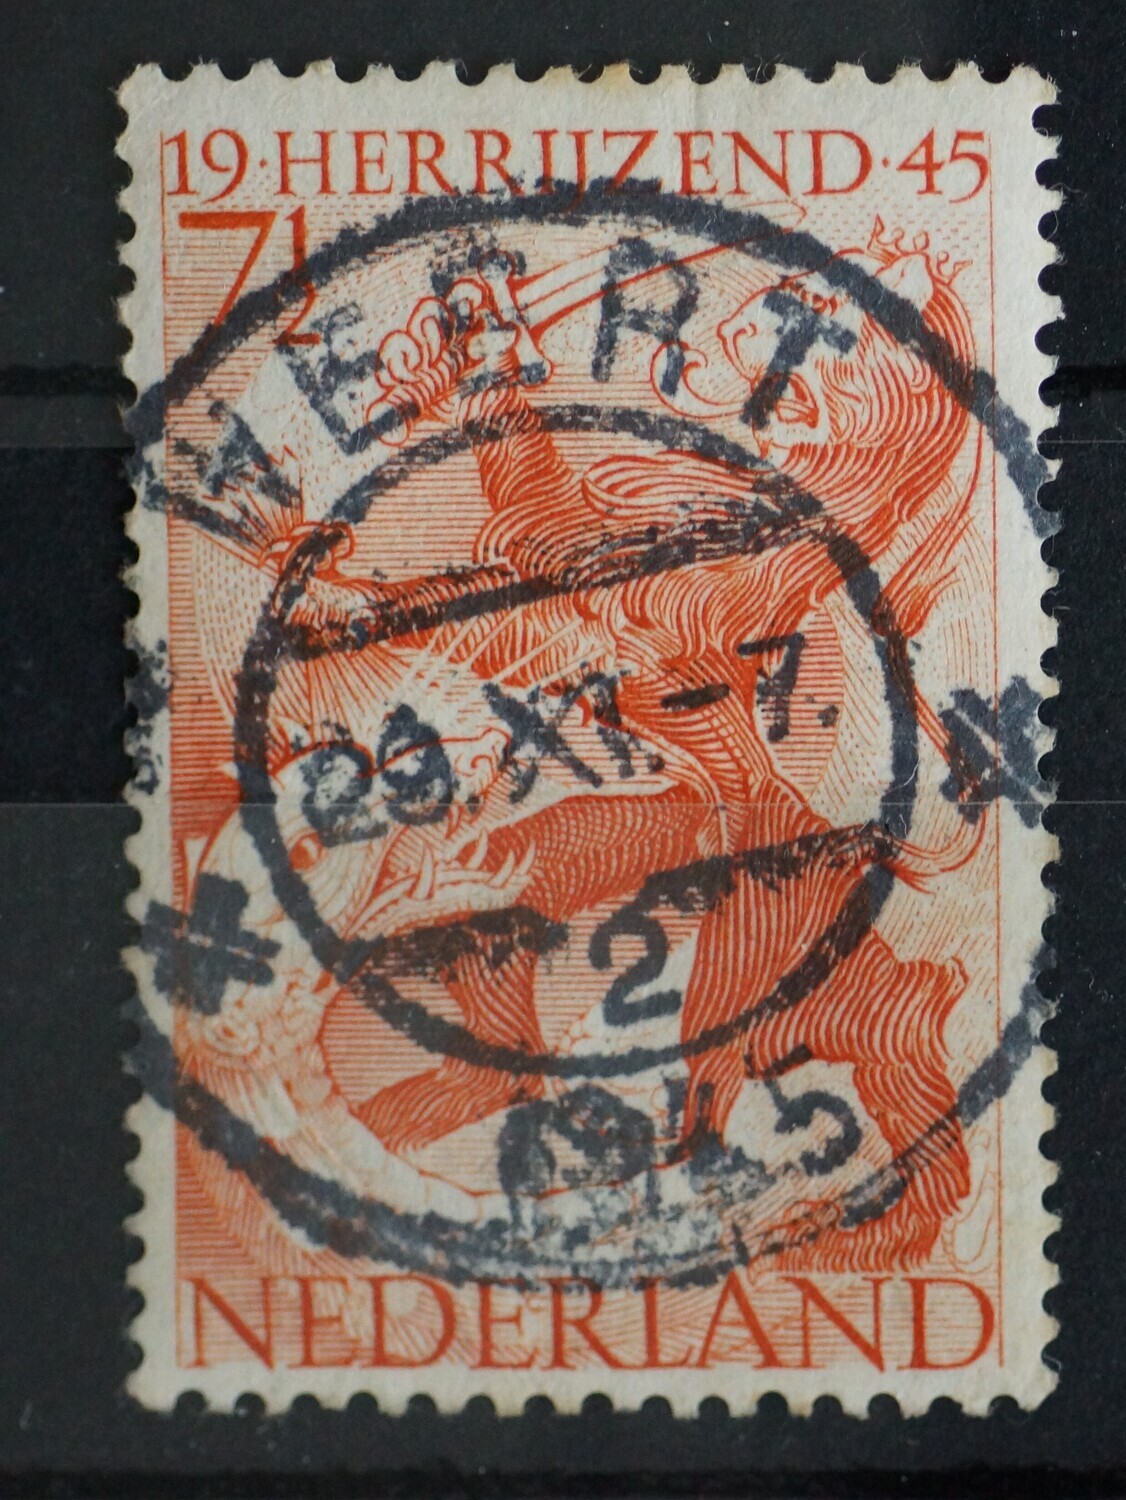 19·HERRIJZEND·45
7½
WEERT
29.XII-7.
2
1945
NEDERLAND